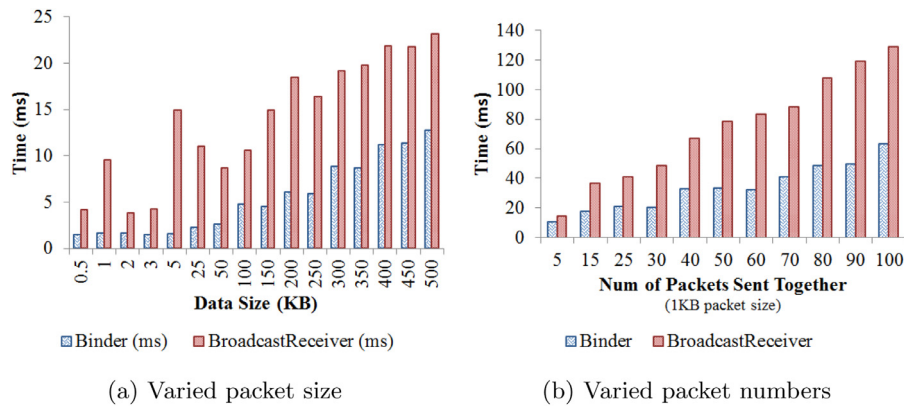 25
20
15
10
5
0
Time (ms)
0.5 1 2 3 5 25 50 100 150 200 250 300 350 400 450 500
Data Size (KB)
Binder (ms) BroadcastReceiver (ms)
(a) Varied packet size
140
120
100
80
60
40
20
0
Time (ms)
5 15 25 30 40 50 60 70 80 90 100
Num of Packets Sent Together
(1KB packet size)
Binder BroadcastReceiver
(b) Varied packet numbers